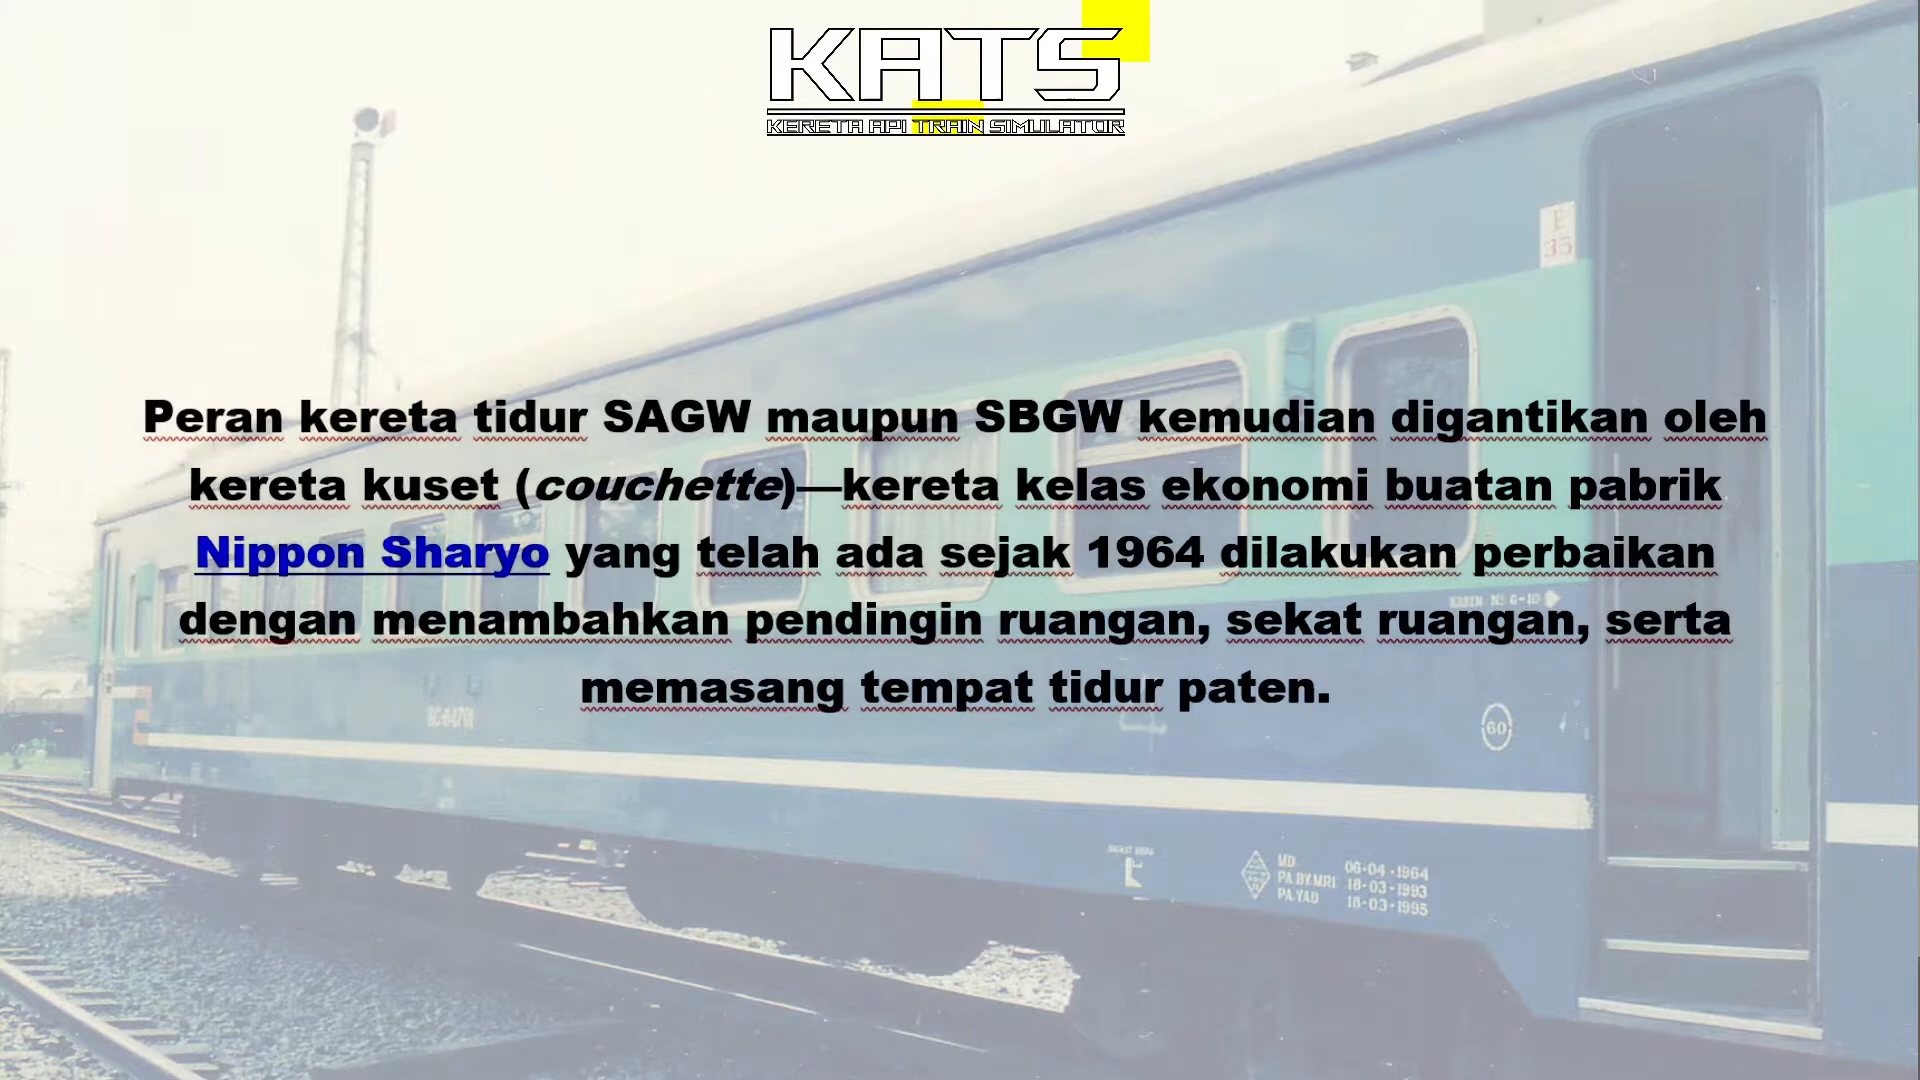 KATS
KERETA API TRAIN SIMULATOR
E
33
Peran kereta tidur SAGW maupun SBGW kemudian digantikan oleh
kereta kuset (couchette)—kereta kelas ekonomi buatan pabrik
Nippon Sharyo yang telah ada sejak 1964 dilakukan perbaikan
dengan menambahkan pendingin ruangan, sekat ruangan, serta
memasang tempat tidur paten.
60
MD 06-04-1964
PA.BY.MRI 18-03-1993
PA.YAD 18-03-1995